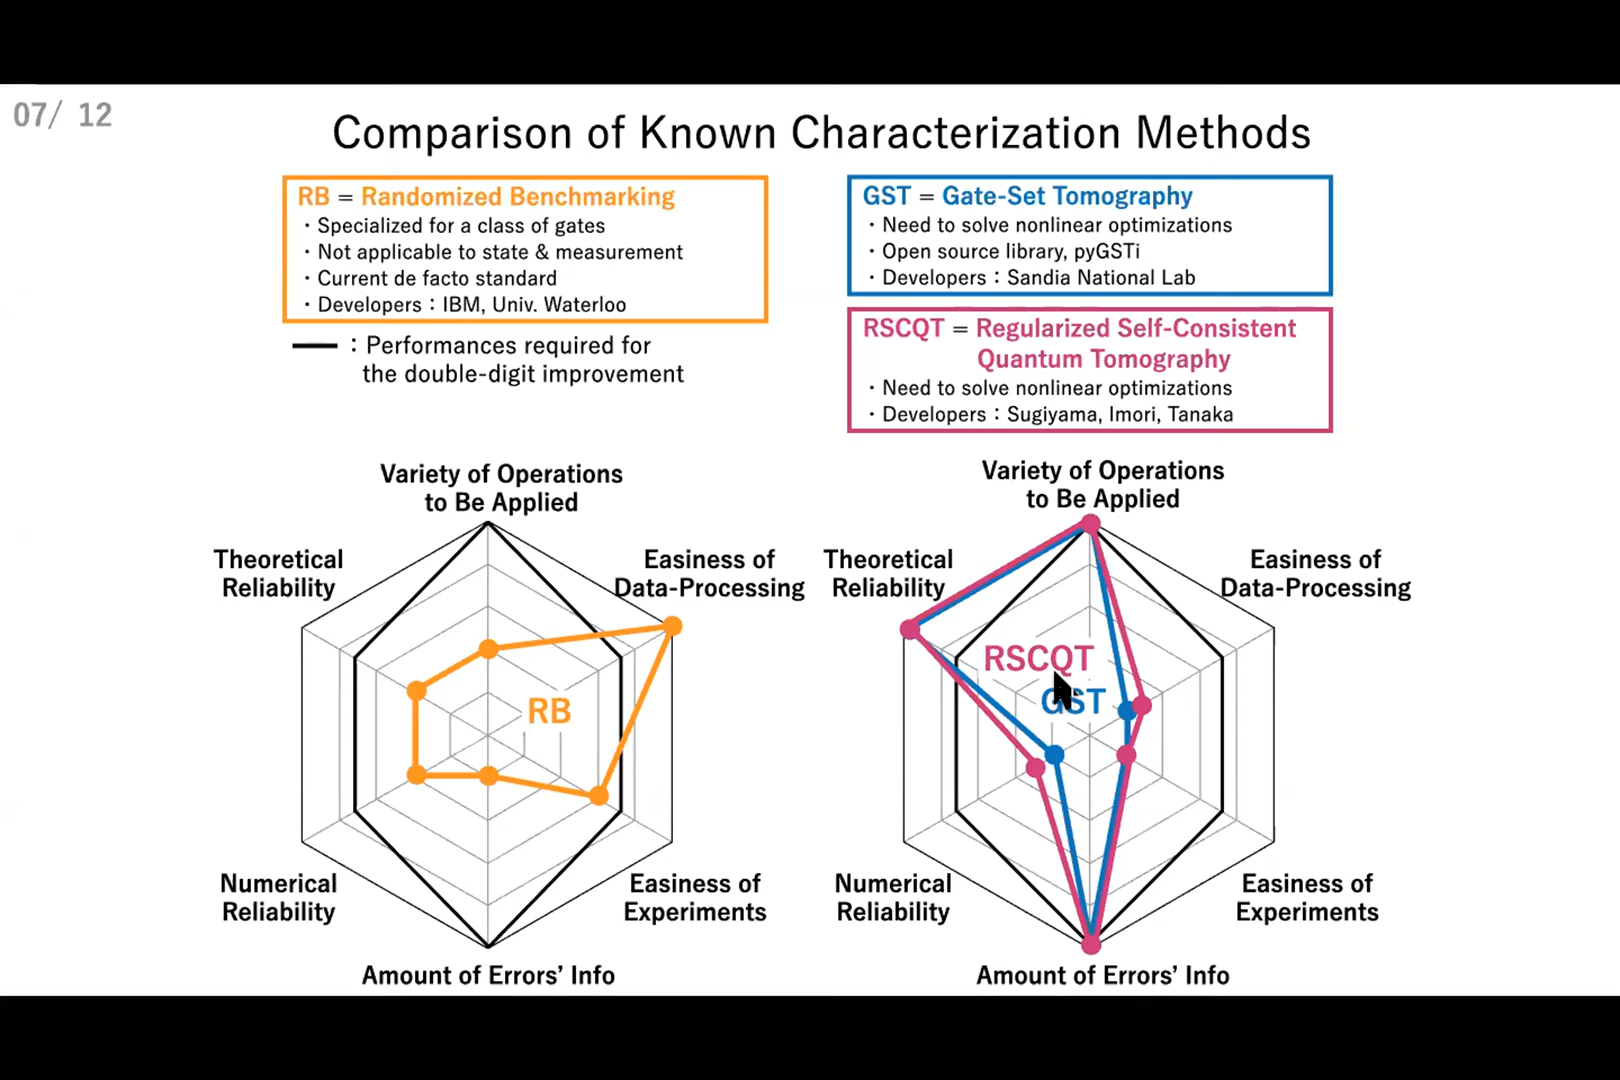 07/ 12
Comparison of Known Characterization Methods
RB = Randomized Benchmarking
・Specialized for a class of gates
・Not applicable to state & measurement
・Current de facto standard
・Developers：IBM, Univ. Waterloo
：Performances required for
the double-digit improvement
GST = Gate-Set Tomography
・Need to solve nonlinear optimizations
・Open source library, pyGSTi
・Developers：Sandia National Lab
RSCQT = Regularized Self-Consistent
Quantum Tomography
・Need to solve nonlinear optimizations
・Developers：Sugiyama, Imori, Tanaka
Variety of Operations
to Be Applied
Theoretical
Reliability
Easiness of
Data-Processing
RB
Numerical
Reliability
Easiness of
Experiments
Amount of Errors’ Info
Variety of Operations
to Be Applied
Theoretical
Reliability
Easiness of
Data-Processing
RSCQT
GST
Numerical
Reliability
Easiness of
Experiments
Amount of Errors’ Info